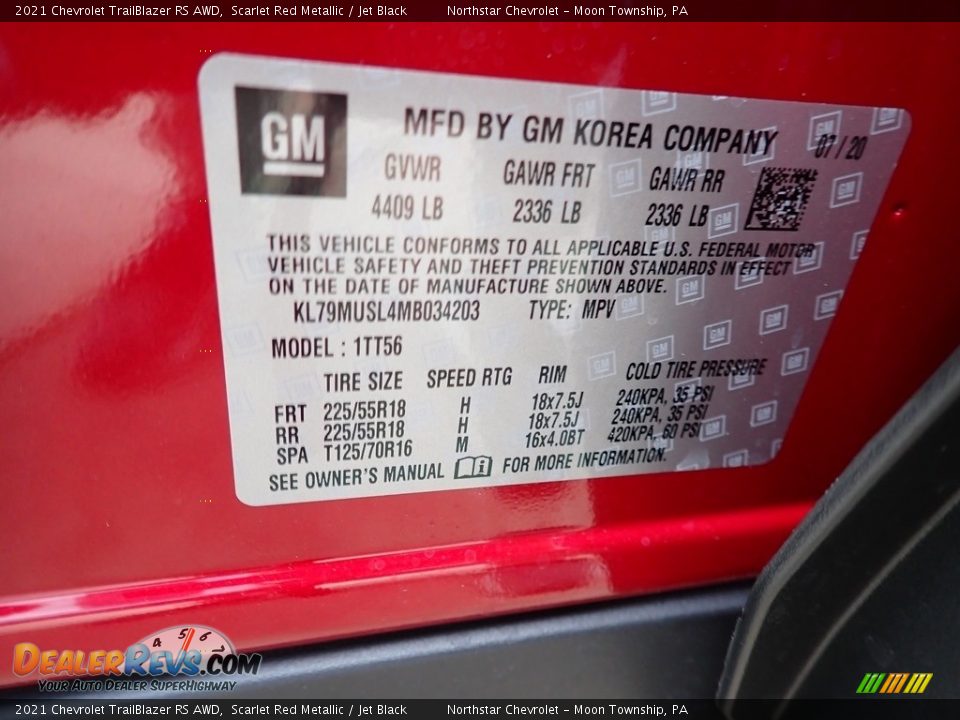 2021 Chevrolet TrailBlazer RS AWD, Scarlet Red Metallic / Jet Black Northstar Chevrolet - Moon Township, PA
GM
MFD BY GM KOREA COMPANY 07/20
GVWR GAWR FRT GAWR RR
4409 LB 2336 LB 2336 LB
THIS VEHICLE CONFORMS TO ALL APPLICABLE U.S. FEDERAL MOTOR
VEHICLE SAFETY AND THEFT PREVENTION STANDARDS IN EFFECT
ON THE DATE OF MANUFACTURE SHOWN ABOVE.
KL79MUSL4MB034203 TYPE: MPV
MODEL : 1TT56
TIRE SIZE SPEED RTG RIM COLD TIRE PRESSURE
FRT 225/55R18 H 18x7.5J 240KPA, 35 PSI
RR 225/55R18 H 18x7.5J 240KPA, 35 PSI
SPA T125/70R16 M 16x4.0BT 420KPA, 60 PSI
SEE OWNER'S MANUAL FOR MORE INFORMATION.
4 5 6
DealerRevs.com
Your Auto Dealer SuperHighway
2021 Chevrolet TrailBlazer RS AWD, Scarlet Red Metallic / Jet Black Northstar Chevrolet - Moon Township, PA